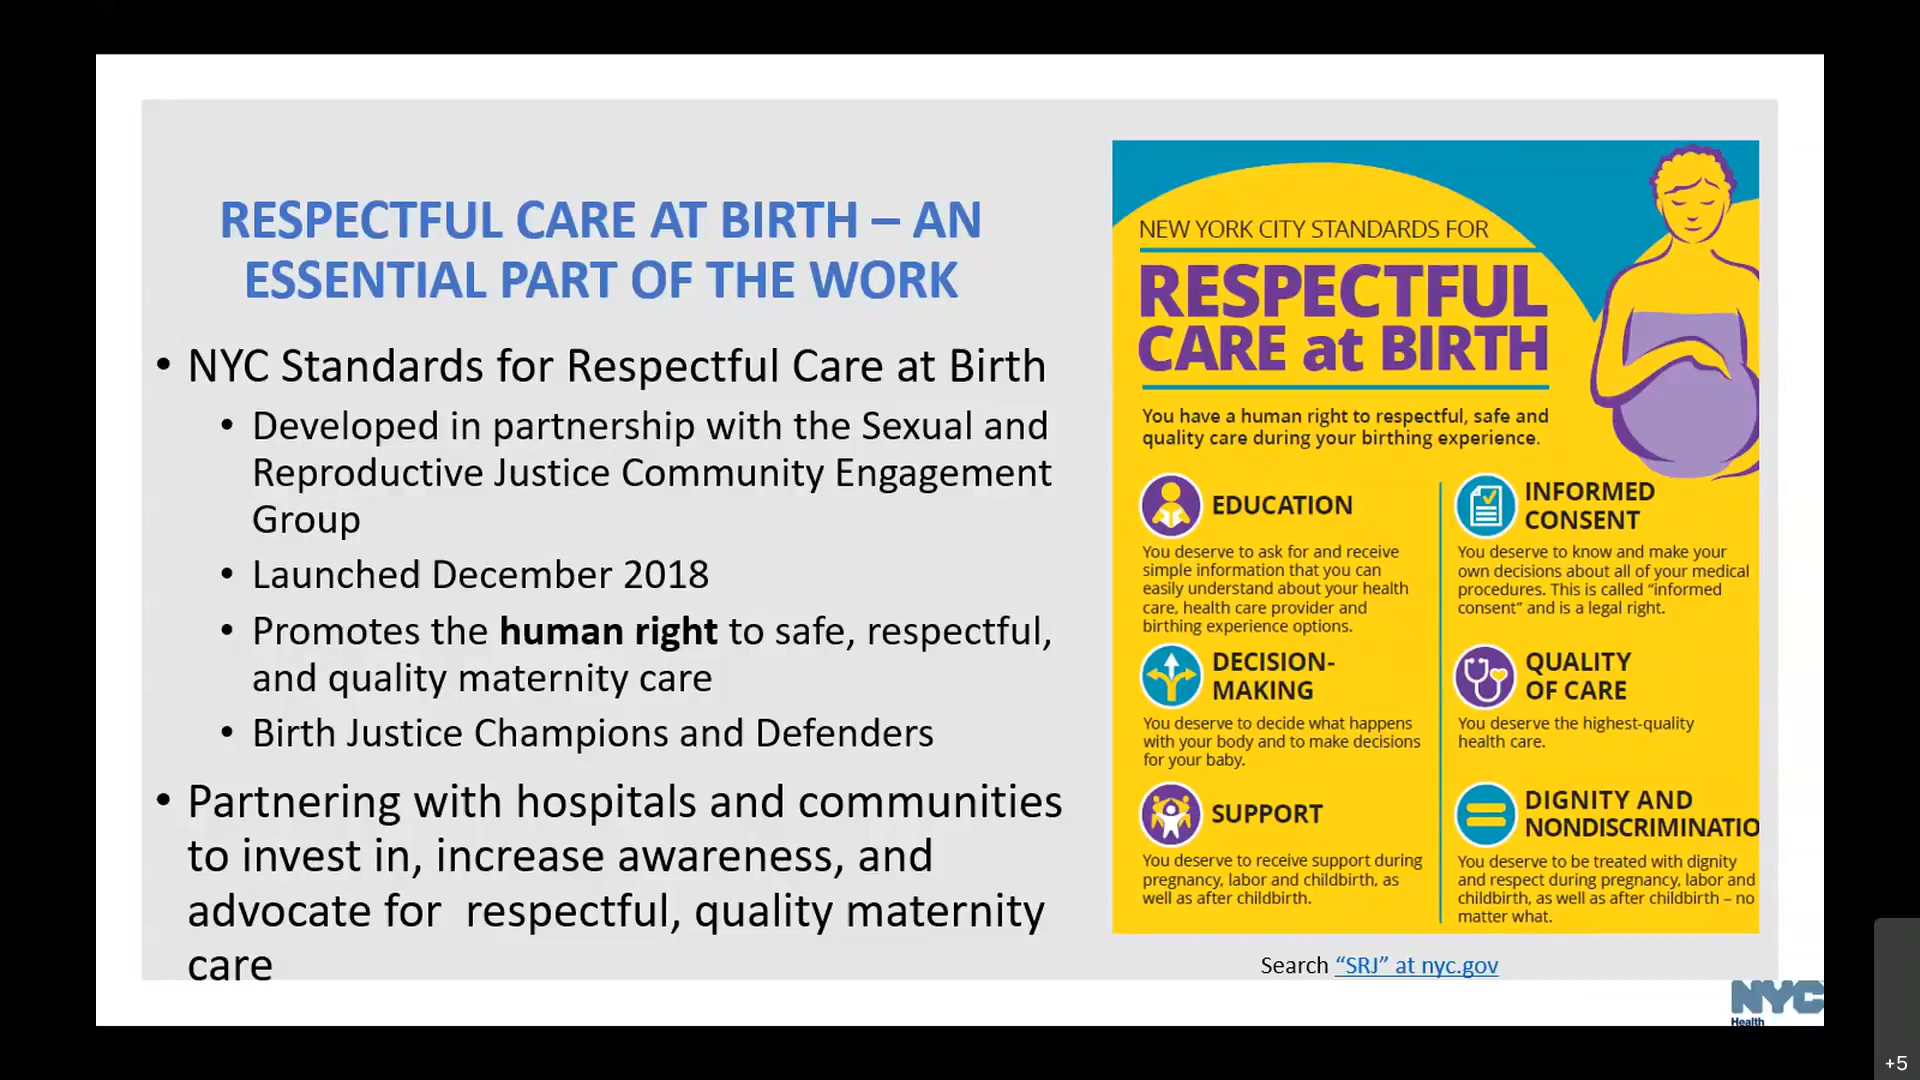 RESPECTFUL CARE AT BIRTH – AN
ESSENTIAL PART OF THE WORK
• NYC Standards for Respectful Care at Birth
• Developed in partnership with the Sexual and
Reproductive Justice Community Engagement
Group
• Launched December 2018
• Promotes the human right to safe, respectful,
and quality maternity care
• Birth Justice Champions and Defenders
• Partnering with hospitals and communities
to invest in, increase awareness, and
advocate for  respectful, quality maternity
care
NEW YORK CITY STANDARDS FOR
RESPECTFUL
CARE at BIRTH
You have a human right to respectful, safe and
quality care during your birthing experience.
EDUCATION
You deserve to ask for and receive
simple information that you can
easily understand about your health
care, health care provider and
birthing experience options.
DECISION-
MAKING
You deserve to decide what happens
with your body and to make decisions
for your baby.
SUPPORT
You deserve to receive support during
pregnancy, labor and childbirth, as
well as after childbirth.
INFORMED
CONSENT
You deserve to know and make your
own decisions about all of your medical
procedures. This is called “informed
consent” and is a legal right.
QUALITY
OF CARE
You deserve the highest-quality
health care.
DIGNITY AND
NONDISCRIMINATIO
You deserve to be treated with dignity
and respect during pregnancy, labor and
childbirth, as well as after childbirth – no
matter what.
Search “SRJ” at nyc.gov
NYC
Health
+5